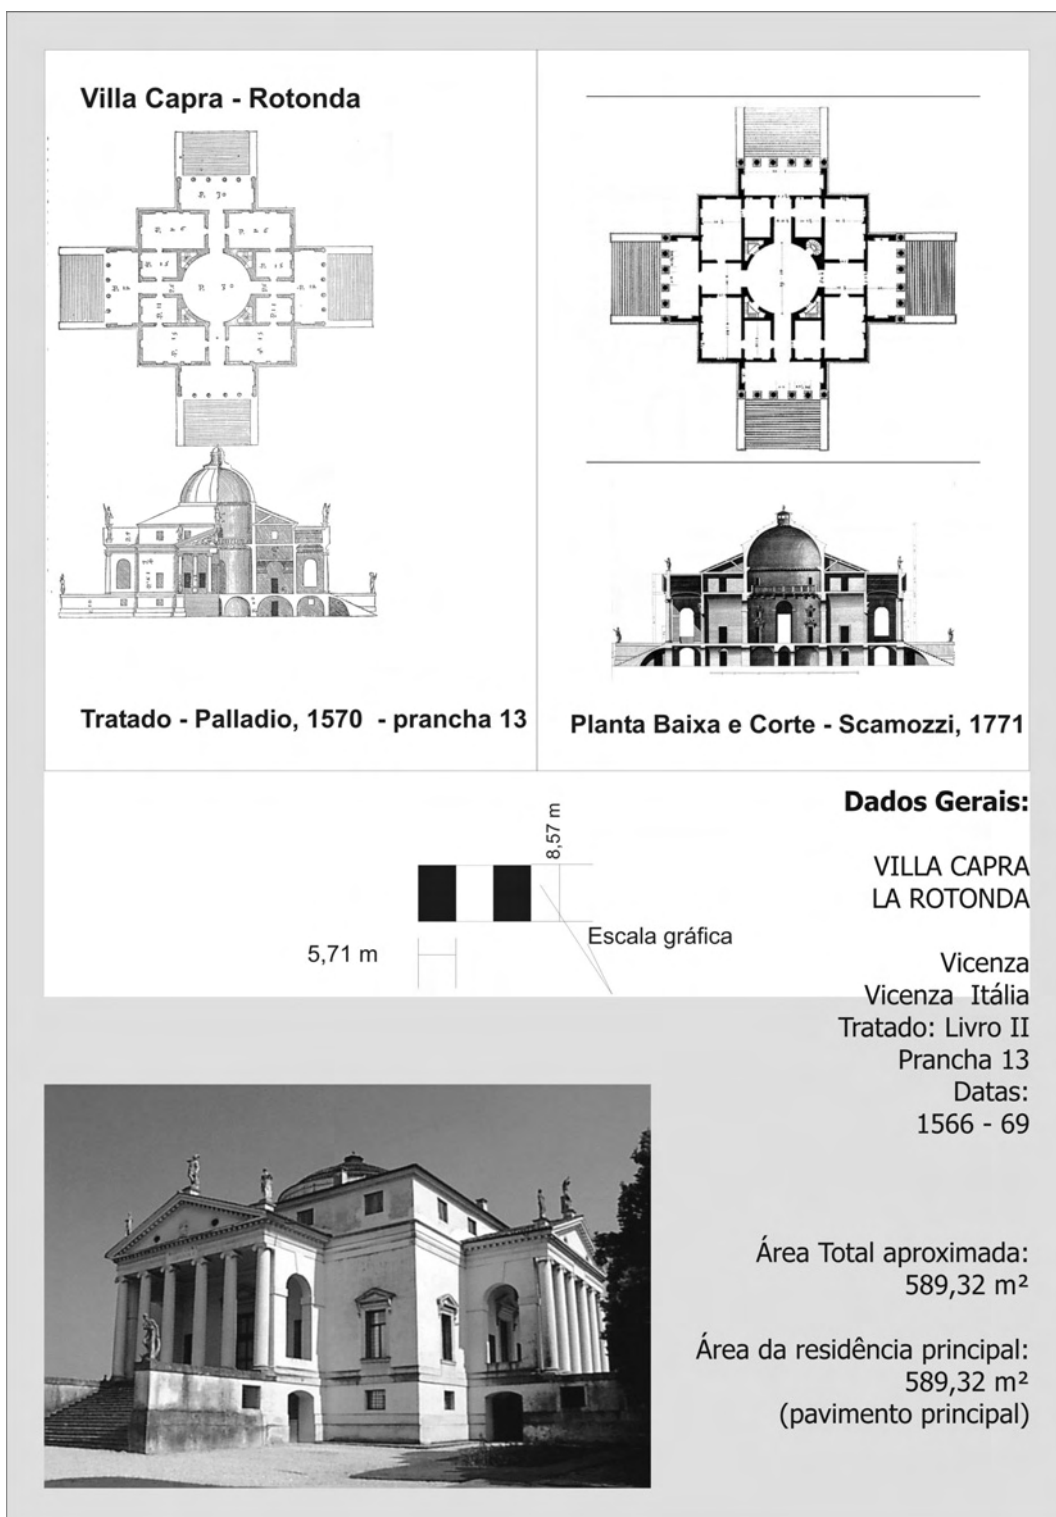 Villa Capra - Rotonda
Tratado - Palladio, 1570 - prancha 13
Planta Baixa e Corte - Scamozzi, 1771
8,57 m
Escala gráfica
5,71 m
Dados Gerais:
VILLA CAPRA
LA ROTONDA
Vicenza
Vicenza Itália
Tratado: Livro II
Prancha 13
Datas:
1566 - 69
Área Total aproximada:
589,32 m²
Área da residência principal:
589,32 m²
(pavimento principal)